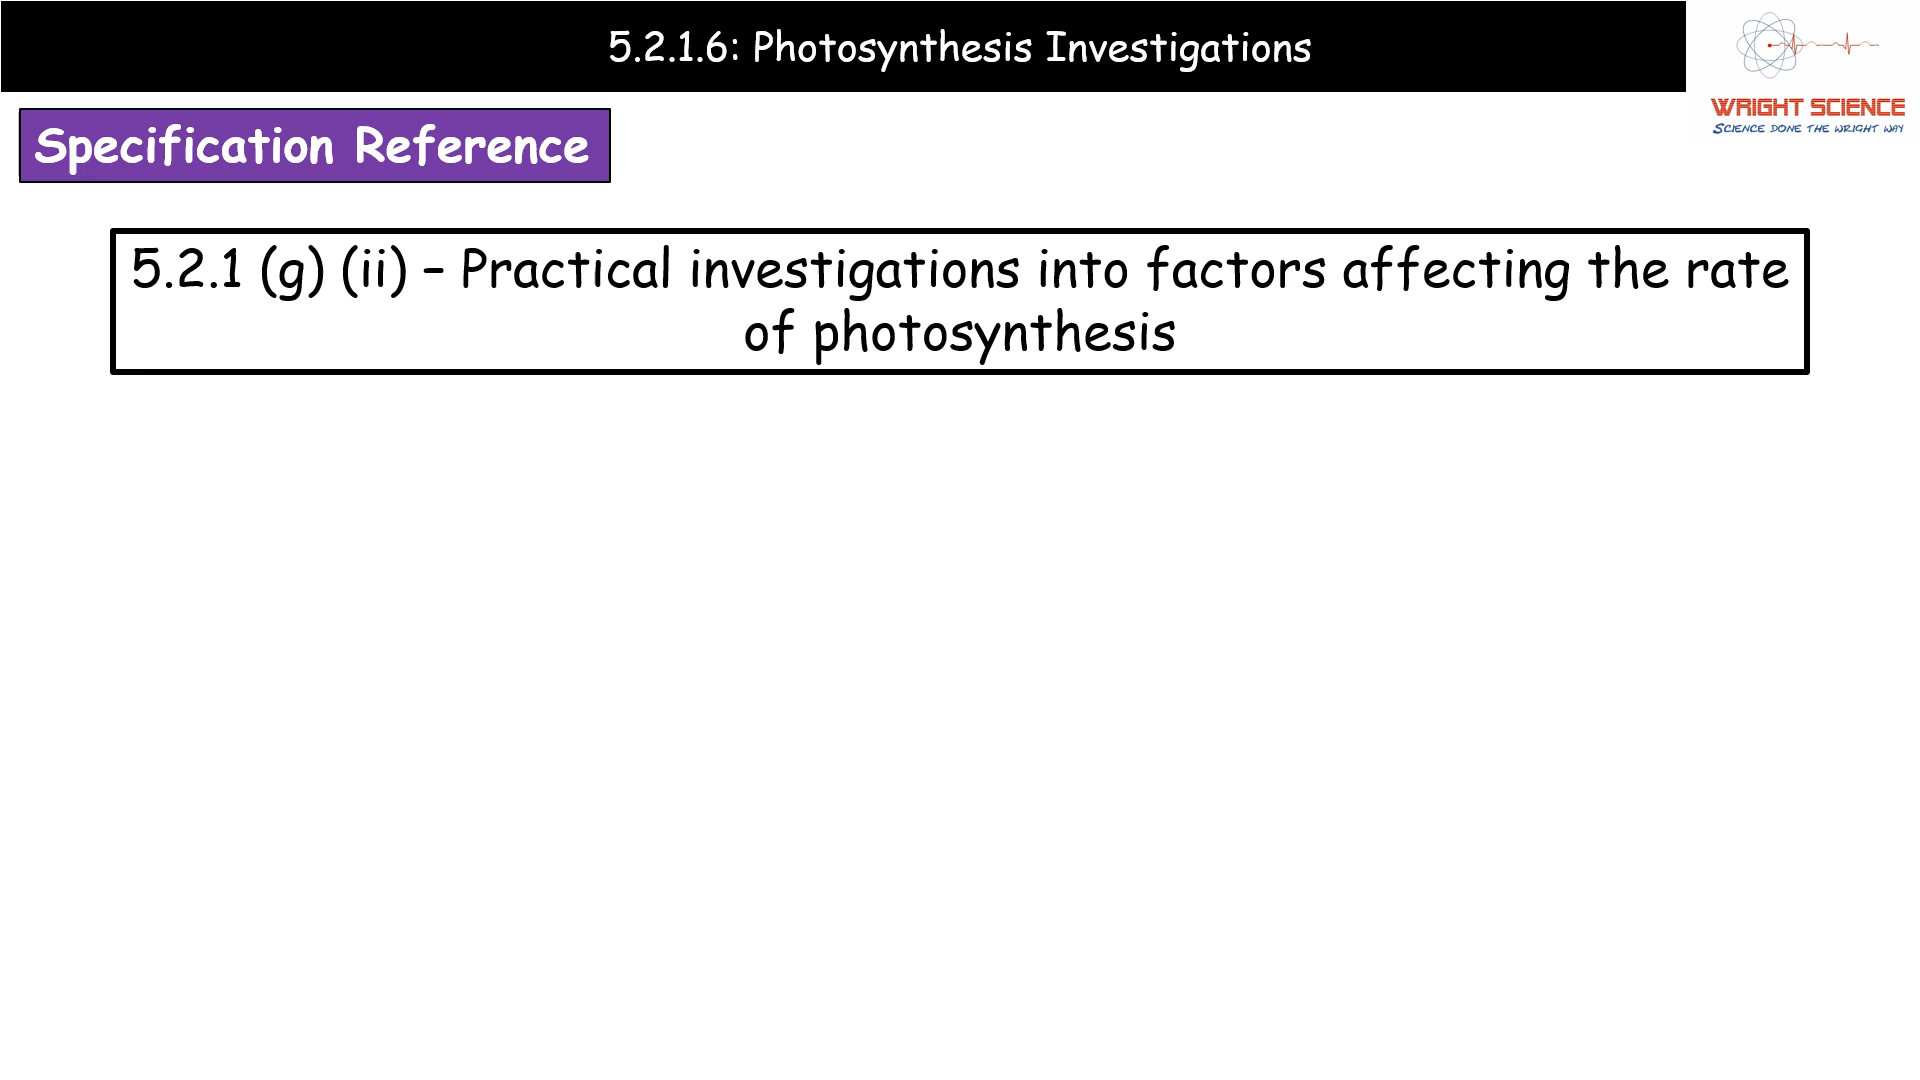 5.2.1.6: Photosynthesis Investigations
WRIGHT SCIENCE
SCIENCE DONE THE WRIGHT WAY
Specification Reference
5.2.1 (g) (ii) – Practical investigations into factors affecting the rate
of photosynthesis